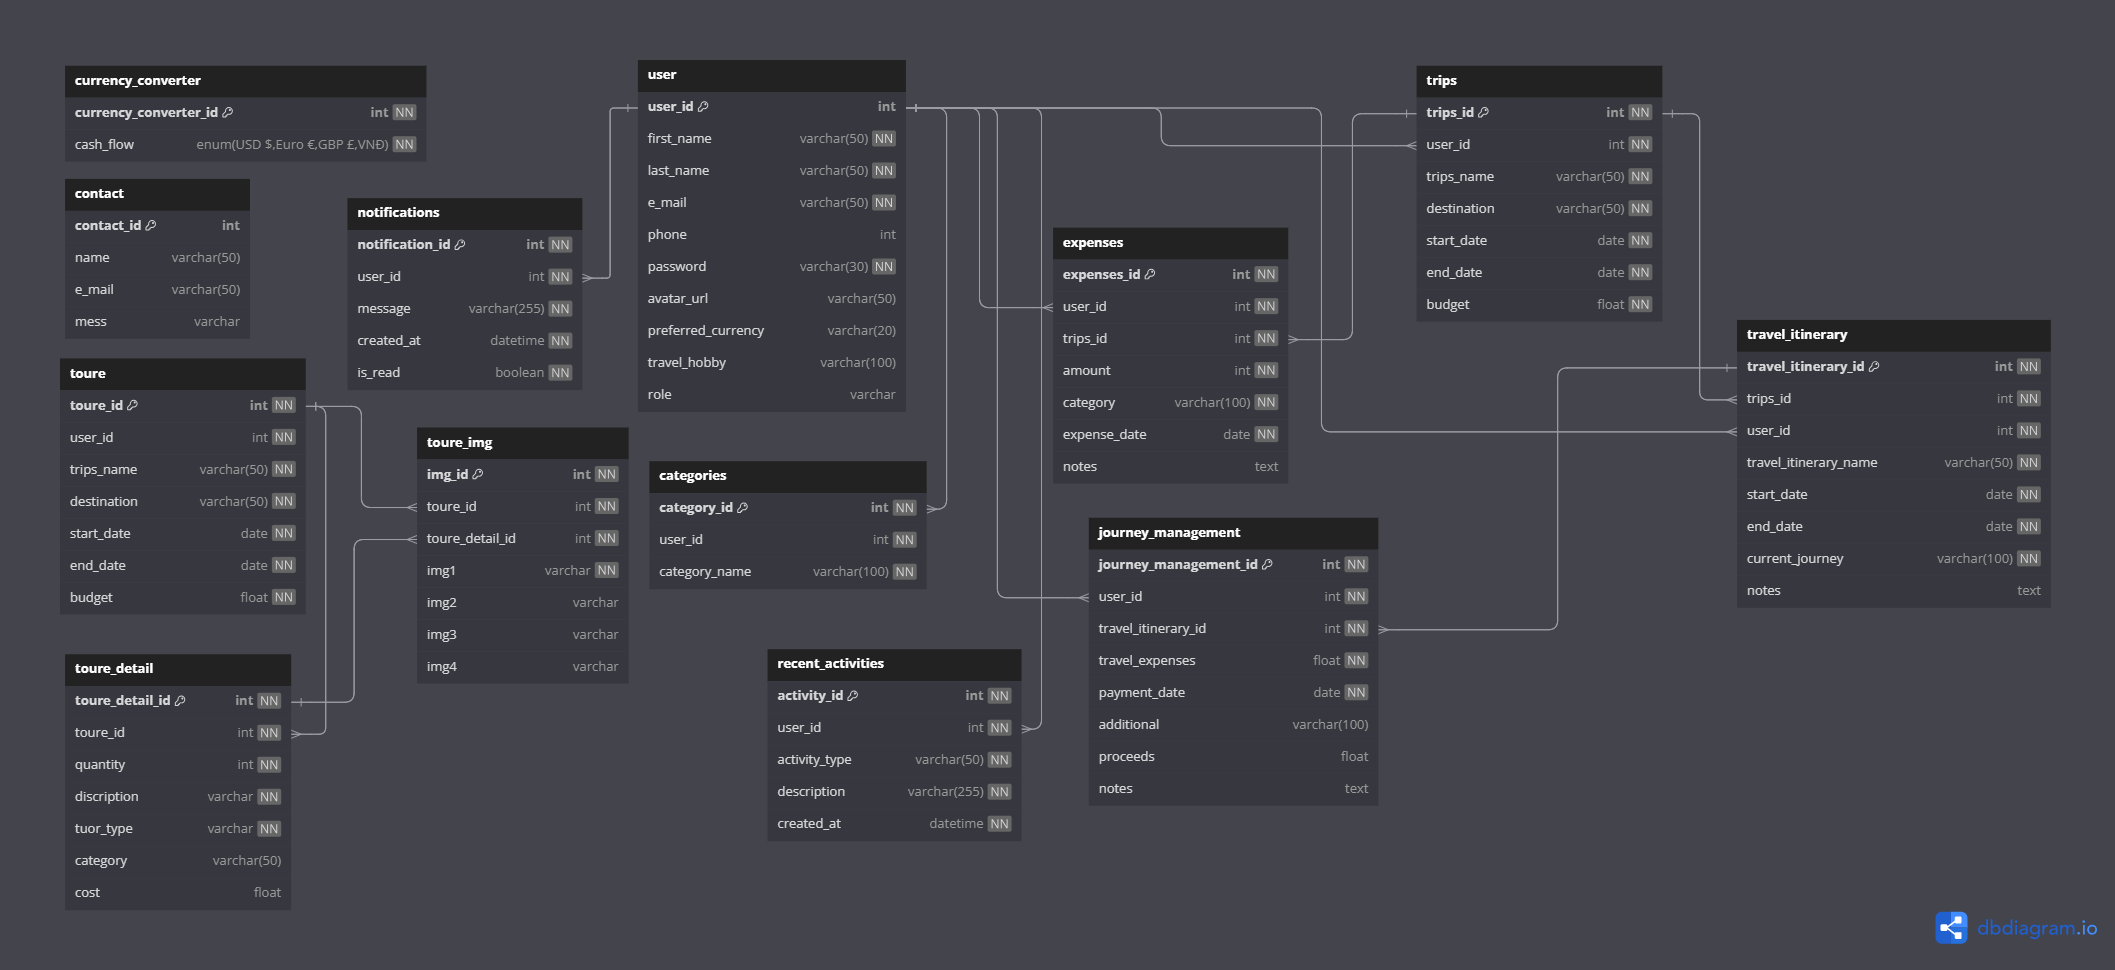 currency_converter
currency_converter_id int NN
cash_flow enum(USD $,Euro €,GBP £,VNĐ) NN
contact
contact_id int
name varchar(50)
e_mail varchar(50)
mess varchar
toure
toure_id int NN
user_id int NN
trips_name varchar(50) NN
destination varchar(50) NN
start_date date NN
end_date date NN
budget float NN
toure_detail
toure_detail_id int NN
toure_id int NN
quantity int NN
discription varchar NN
tuor_type varchar NN
category varchar(50)
cost float
notifications
notification_id int NN
user_id int NN
message varchar(255) NN
created_at datetime NN
is_read boolean NN
toure_img
img_id int NN
toure_id int NN
toure_detail_id int NN
img1 varchar NN
img2 varchar
img3 varchar
img4 varchar
user
user_id int
first_name varchar(50) NN
last_name varchar(50) NN
e_mail varchar(50) NN
phone int
password varchar(30) NN
avatar_url varchar(50)
preferred_currency varchar(20)
travel_hobby varchar(100)
role varchar
categories
category_id int NN
user_id int NN
category_name varchar(100) NN
recent_activities
activity_id int NN
user_id int NN
activity_type varchar(50) NN
description varchar(255) NN
created_at datetime NN
expenses
expenses_id int NN
user_id int NN
trips_id int NN
amount int NN
category varchar(100) NN
expense_date date NN
notes text
journey_management
journey_management_id int NN
user_id int NN
travel_itinerary_id int NN
travel_expenses float NN
payment_date date NN
additional varchar(100)
proceeds float
notes text
trips
trips_id int NN
user_id int NN
trips_name varchar(50) NN
destination varchar(50) NN
start_date date NN
end_date date NN
budget float NN
travel_itinerary
travel_itinerary_id int NN
trips_id int NN
user_id int NN
travel_itinerary_name varchar(50) NN
start_date date NN
end_date date NN
current_journey varchar(100) NN
notes text
dbdiagram.io